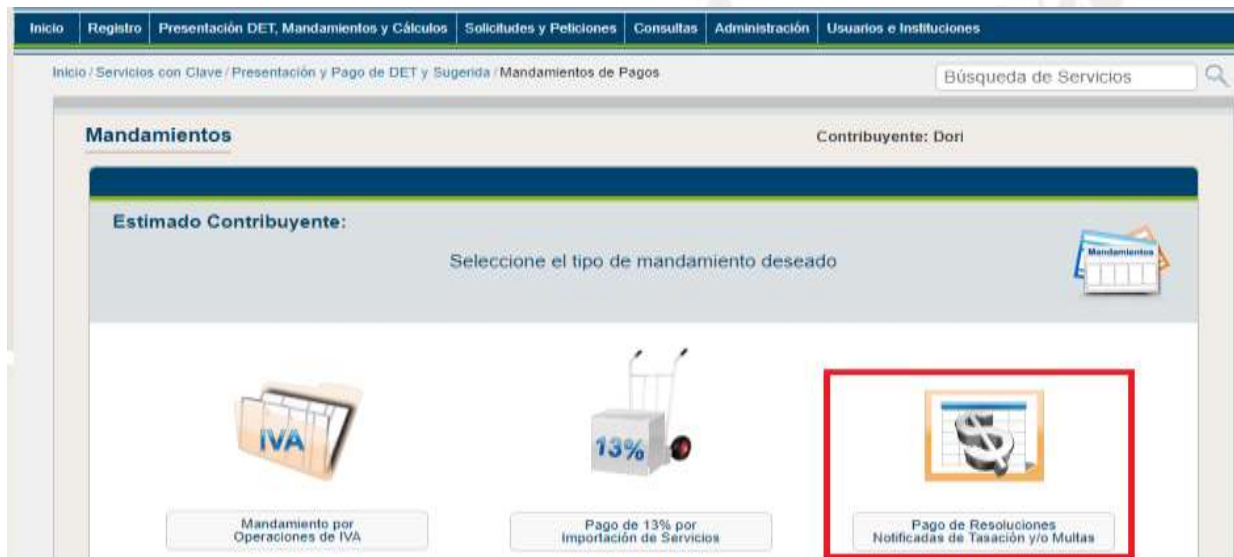 Inicio Registro Presentación DET, Mandamientos y Cálculos Solicitudes y Peticiones Consultas Administración Usuarios e Instituciones
Inicio / Servicios con Clave / Presentación y Pago de DET y Sugerida / Mandamientos de Pagos
Búsqueda de Servicios
Mandamientos
Contribuyente: Dori
Estimado Contribuyente:
Seleccione el tipo de mandamiento deseado
Mandamientos
IVA
13%
Mandamiento por
Operaciones de IVA
Pago de 13% por
Importación de Servicios
Pago de Resoluciones
Notificadas de Tasación y/o Multas